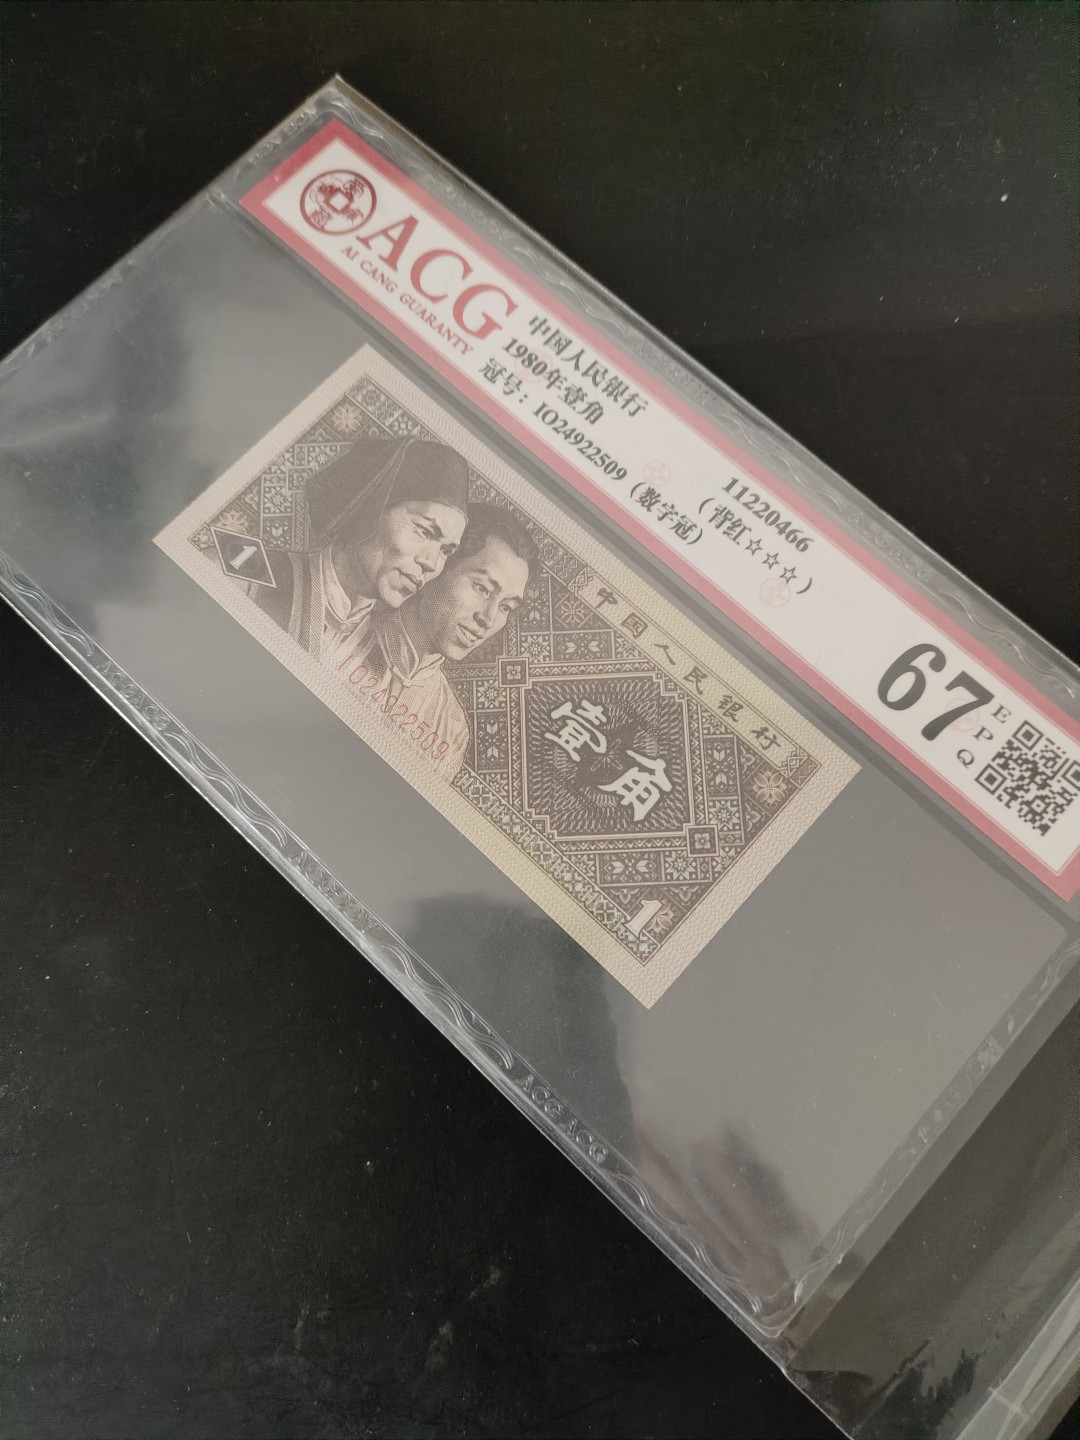 ACG
AI CANG GUARANTY
中国人民银行
1980年壹角
冠号：IO24922509（数字冠）
11220466
（背红☆☆☆）
67
EPQ
中国人民银行
壹角
1
1
IO24922509
ACG ACG